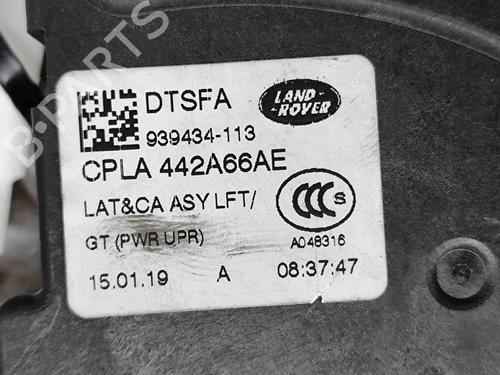 DTSFA
LAND
ROVER
939434-113
CPLA 442A66AE
LAT&CA ASY LFT/
GT (PWR UPR)
CCC S
A048316
15.01.19 A 08:37:47
B-PARTS